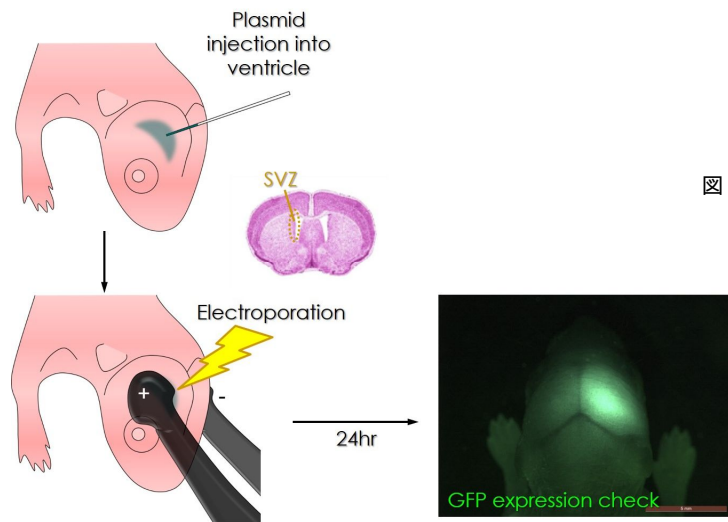 Plasmid
injection into
ventricle
図
SVZ
Electroporation
+
-
24hr
GFP expression check